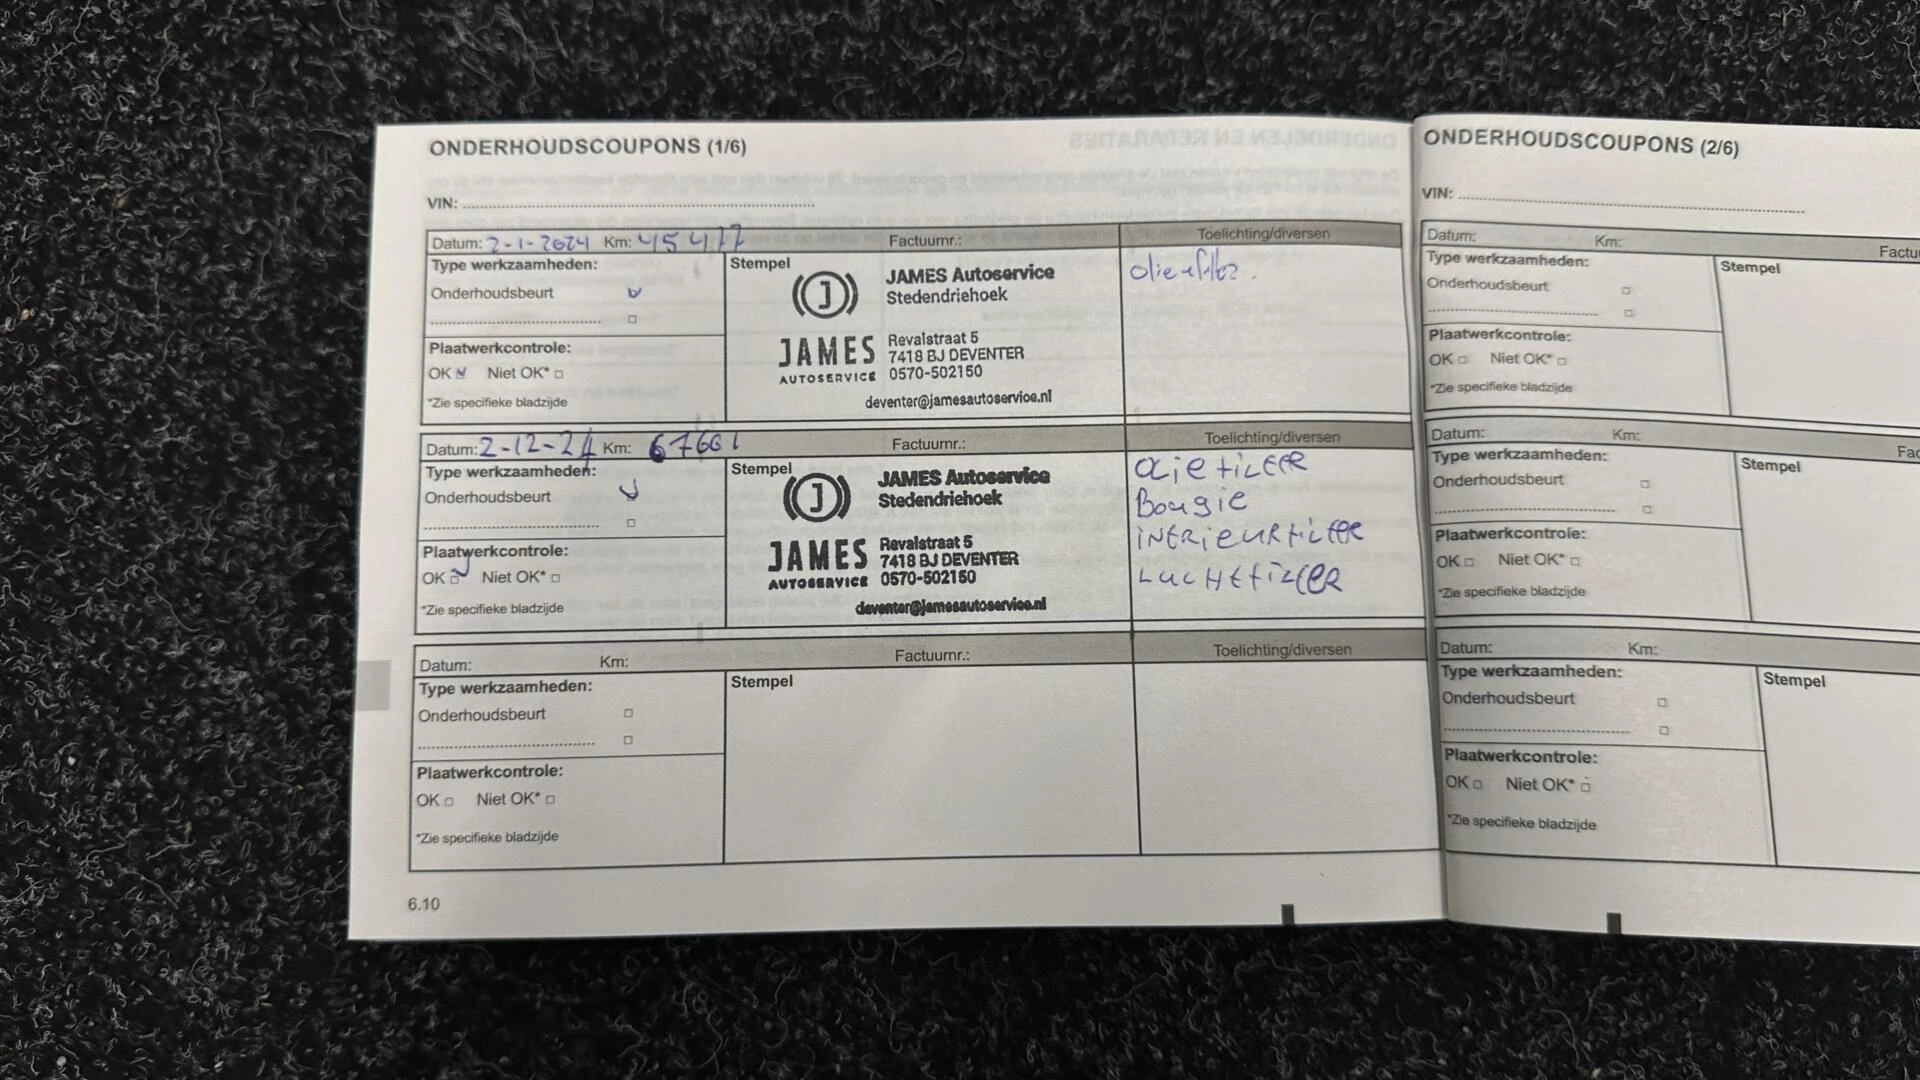 ONDERHOUDSCOUPONS (1/6)
VIN:
Datum: 2-1-2024 Km: 45477 Factuurnr.: Toelichting/diversen
Type werkzaamheden:
Onderhoudsbeurt
Plaatwerkcontrole:
OK Niet OK*
*Zie specifieke bladzijde
Stempel
JAMES Autoservice
Stedendriehoek
JAMES
AUTOSERVICE
Revalstraat 5
7418 BJ DEVENTER
0570-502150
deventer@jamesautoservice.nl
Datum: 2-12-24 Km: 67661 Factuurnr.: Toelichting/diversen
Type werkzaamheden:
Onderhoudsbeurt
Plaatwerkcontrole:
OK Niet OK*
*Zie specifieke bladzijde
Stempel
JAMES Autoservice
Stedendriehoek
JAMES
AUTOSERVICE
Revalstraat 5
7418 BJ DEVENTER
0570-502150
deventer@jamesautoservice.nl
OLiE FiLtER
Bougie
iNtRiEURFiLtER
LUCHtFiLtER
Datum: Km: Factuurnr.: Toelichting/diversen
Type werkzaamheden:
Onderhoudsbeurt
Plaatwerkcontrole:
OK Niet OK*
*Zie specifieke bladzijde
Stempel
6.10
ONDERHOUDSCOUPONS (2/6)
VIN:
Datum: Km: Factu
Type werkzaamheden:
Onderhoudsbeurt
Plaatwerkcontrole:
OK Niet OK*
*Zie specifieke bladzijde
Stempel
Datum: Km: Fac
Type werkzaamheden:
Onderhoudsbeurt
Plaatwerkcontrole:
OK Niet OK*
*Zie specifieke bladzijde
Stempel
Datum: Km:
Type werkzaamheden:
Onderhoudsbeurt
Plaatwerkcontrole:
OK Niet OK*
*Zie specifieke bladzijde
Stempel